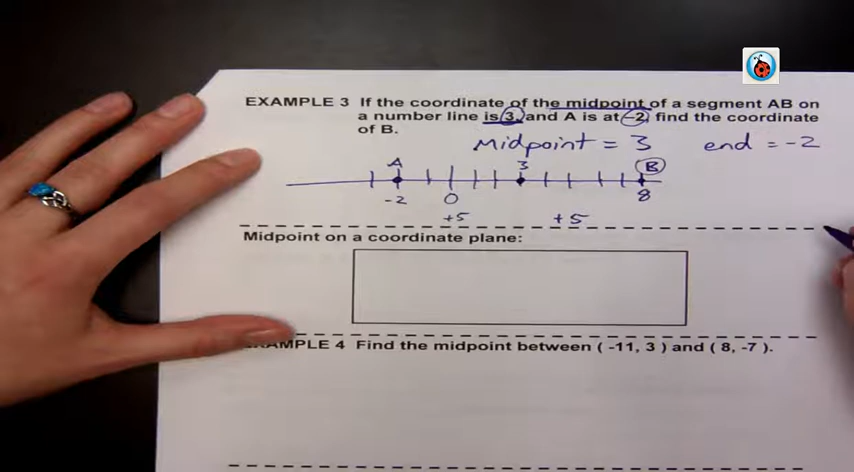 EXAMPLE 3 If the coordinate of the midpoint of a segment AB on
a number line is 3, and A is at -2, find the coordinate
of B.
Midpoint = 3 end = -2
A 3 B
-2 0 8
+5 +5
Midpoint on a coordinate plane:
EXAMPLE 4 Find the midpoint between ( -11, 3 ) and ( 8, -7 ).